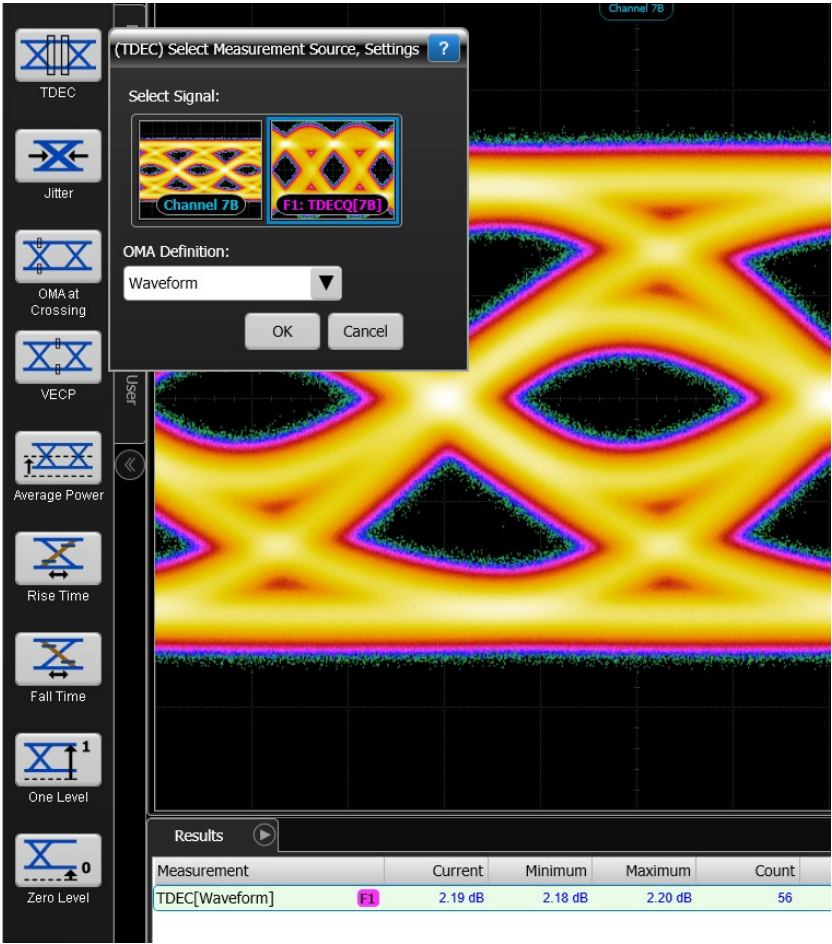 Channel 7B
(TDEC) Select Measurement Source, Settings ?
Select Signal:
Channel 7B
F1: TDECQ[7B]
OMA Definition:
Waveform
OK
Cancel
TDEC
Jitter
OMA at
Crossing
VECP
Average Power
Rise Time
Fall Time
1
One Level
0
Zero Level
User
Results
Measurement Current Minimum Maximum Count
TDEC[Waveform] F1 2.19 dB 2.18 dB 2.20 dB 56